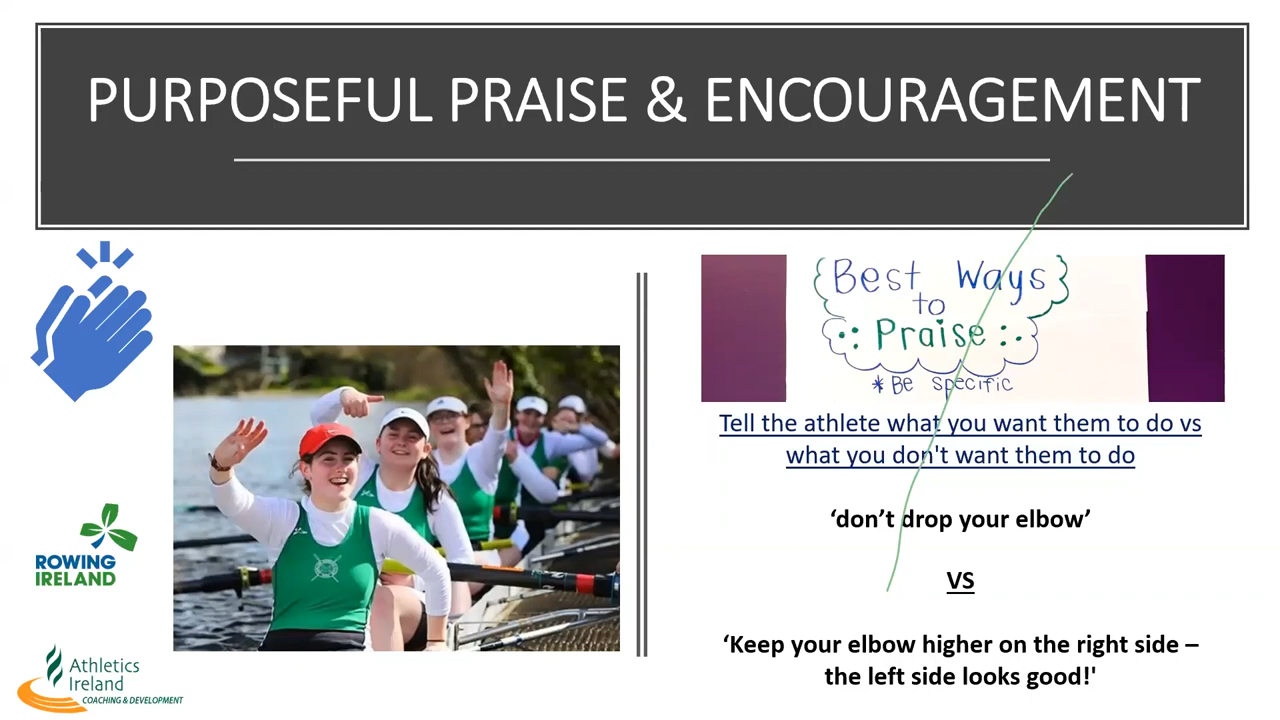 PURPOSEFUL PRAISE & ENCOURAGEMENT
Best Ways
to
Praise
* Be specific
Tell the athlete what you want them to do vs
what you don't want them to do
‘don’t drop your elbow’
VS
‘Keep your elbow higher on the right side –
the left side looks good!'
ROWING
IRELAND
Athletics
Ireland
COACHING & DEVELOPMENT